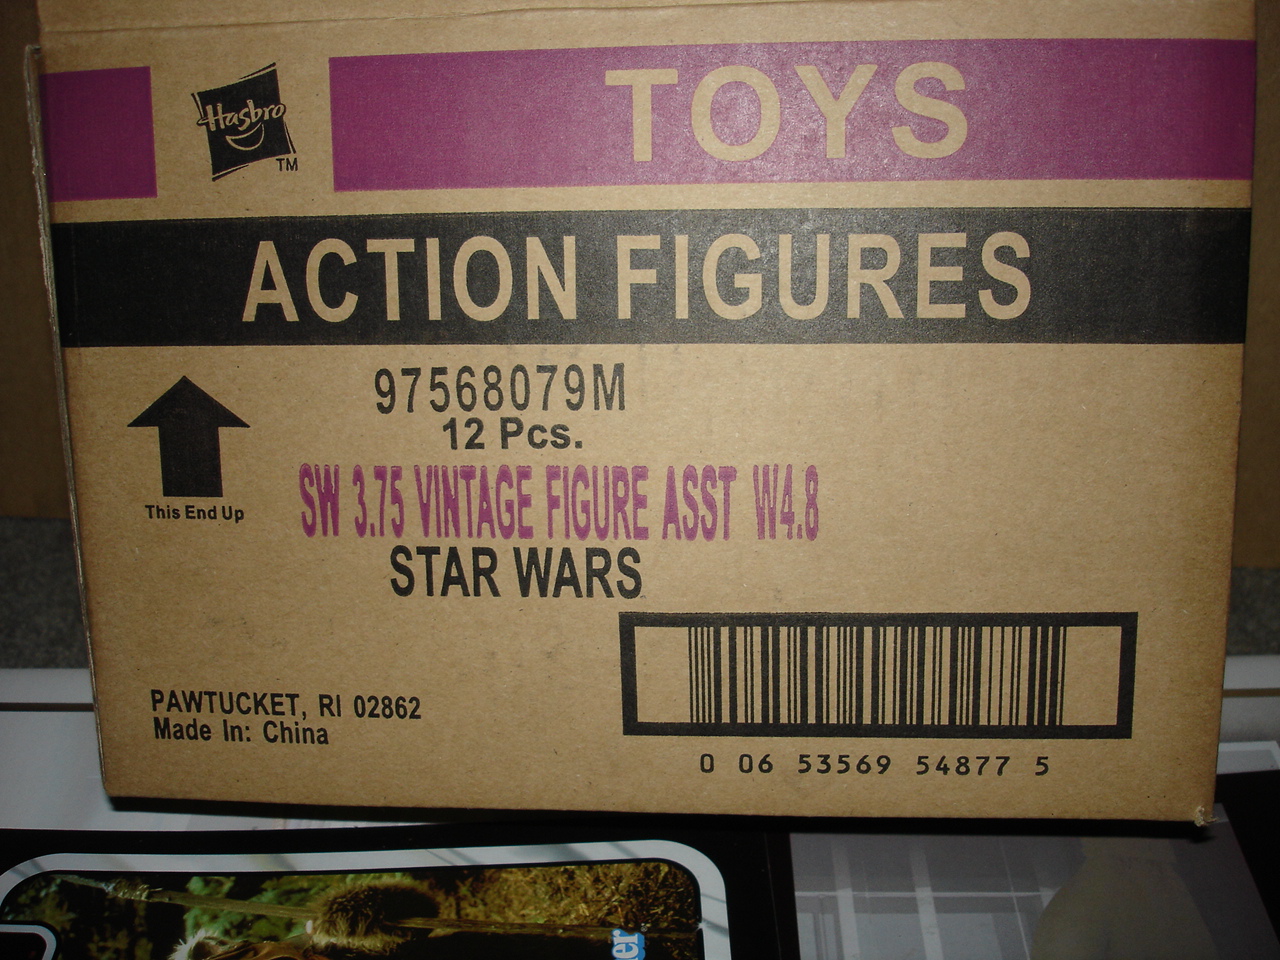 Hasbro
TM
TOYS
ACTION FIGURES
97568079M
12 Pcs.
SW 3.75 VINTAGE FIGURE ASST W4.8
STAR WARS
This End Up
PAWTUCKET, RI 02862
Made In: China
0 06 53569 54877 5
er